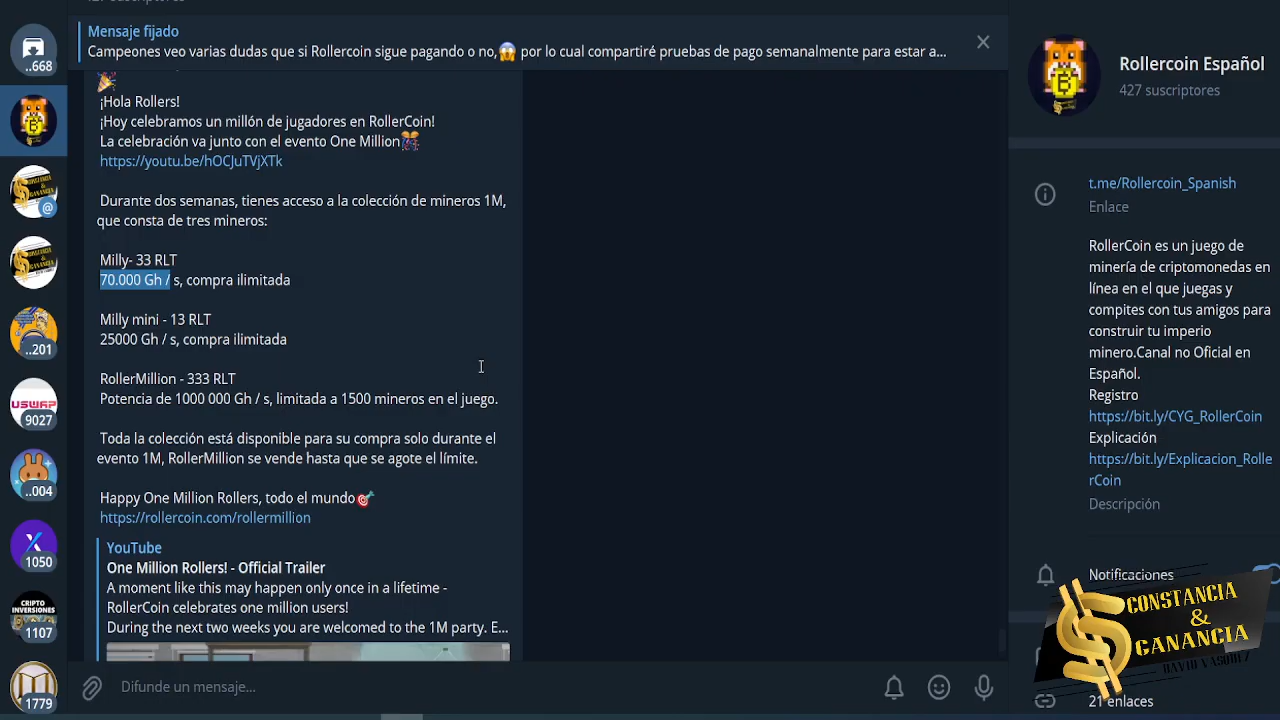 Mensaje fijado
Campeones veo varias dudas que si Rollercoin sigue pagando o no,😱 por lo cual compartiré pruebas de pago semanalmente para estar a...
Rollercoin Español
427 suscriptores
..668
@
..201
USWAP
9027
..004
1050
CRIPTO
INVERSIONES
1107
1779
🎉
¡Hola Rollers!
¡Hoy celebramos un millón de jugadores en RollerCoin!
La celebración va junto con el evento One Million🎊
https://youtu.be/hOCJuTVjXTk
Durante dos semanas, tienes acceso a la colección de mineros 1M,
que consta de tres mineros:
Milly- 33 RLT
70.000 Gh / s, compra ilimitada
Milly mini - 13 RLT
25000 Gh / s, compra ilimitada
RollerMillion - 333 RLT
Potencia de 1000 000 Gh / s, limitada a 1500 mineros en el juego.
Toda la colección está disponible para su compra solo durante el
evento 1M, RollerMillion se vende hasta que se agote el límite.
Happy One Million Rollers, todo el mundo🎯
https://rollercoin.com/rollermillion
YouTube
One Million Rollers! - Official Trailer
A moment like this may happen only once in a lifetime -
RollerCoin celebrates one million users!
During the next two weeks you are welcomed to the 1M party. E...
Difunde un mensaje...
t.me/Rollercoin_Spanish
Enlace
RollerCoin es un juego de
minería de criptomonedas en
línea en el que juegas y
compites con tus amigos para
construir tu imperio
minero.Canal no Oficial en
Español.
Registro
https://bit.ly/CYG_RollerCoin
Explicación
https://bit.ly/Explicacion_Rolle
rCoin
Descripción
Notificaciones
CONSTANCIA
&
GANANCIA
DAVID VASQUEZ
21 enlaces